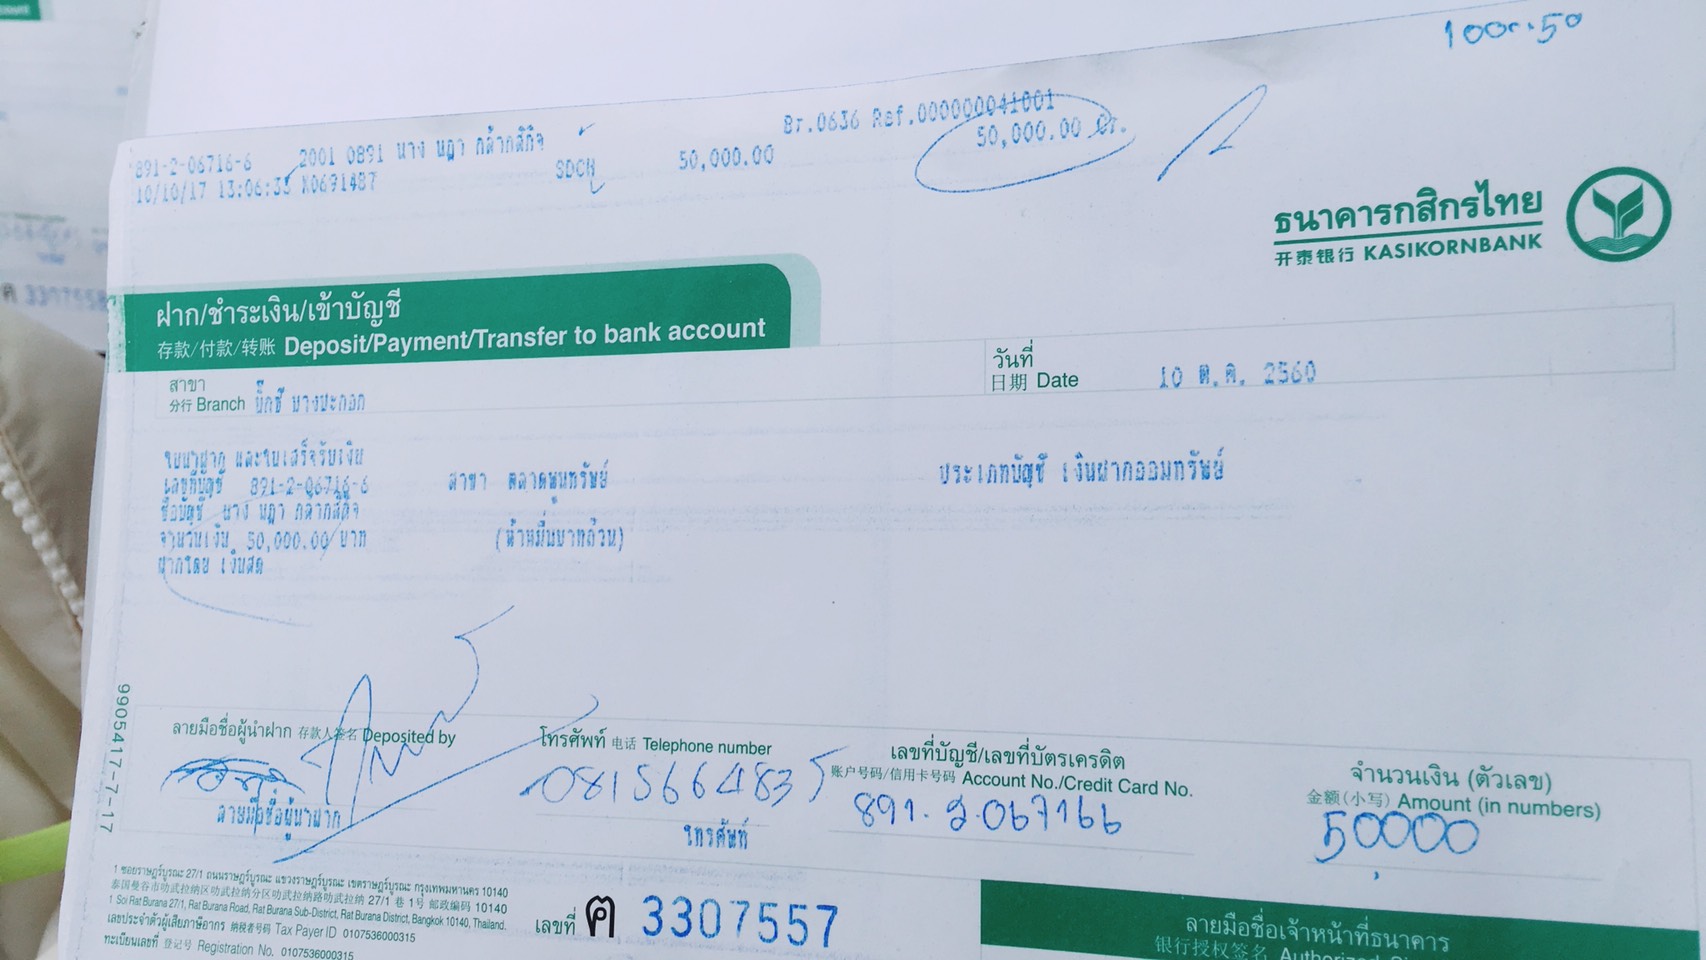 1000.50
Br.0636 Ref.000000041001
891-2-06716-6 2001 0891 นาง นฎา กล้ากสิกิจ SDCH 50,000.00 50,000.00 Cr.
10/10/17 13:06:33 X0691487
ธนาคารกสิกรไทย
开泰银行 KASIKORNBANK
ฝาก/ชำระเงิน/เข้าบัญชี
存款/付款/转账 Deposit/Payment/Transfer to bank account
สาขา
分行 Branch บิ๊กซี บางปะกอก
วันที่
日期 Date 10 ต.ค. 2560
ใบนำฝาก และใบเสร็จรับเงิน
เลขที่บัญชี 891-2-06716-6 สาขา ตลาดพูนทรัพย์ ประเภทบัญชี เงินฝากออมทรัพย์
ชื่อบัญชี นาง นฎา กล้ากสิกิจ
จำนวนเงิน 50,000.00 บาท (ห้าหมื่นบาทถ้วน)
ฝากโดย เงินสด
9905417-7-17
ลายมือชื่อผู้นำฝาก 存款人签名 Deposited by
ลายมือชื่อผู้นำฝาก
โทรศัพท์ 电话 Telephone number
0815664835
โทรศัพท์
เลขที่บัญชี/เลขที่บัตรเครดิต
账户号码/信用卡号码 Account No./Credit Card No.
891.2.067166
จำนวนเงิน (ตัวเลข)
金额(小写) Amount (in numbers)
50000
1 ซอยราษฎร์บูรณะ 27/1 ถนนราษฎร์บูรณะ แขวงราษฎร์บูรณะ เขตราษฎร์บูรณะ กรุงเทพมหานคร 10140
泰国曼谷市叻武拉纳区叻武拉纳分区叻武拉纳路叻武拉纳 27/1 巷 1号 邮政编码 10140
1 Soi Rat Burana 27/1, Rat Burana Road, Rat Burana Sub-District, Rat Burana District, Bangkok 10140, Thailand.
เลขประจำตัวผู้เสียภาษีอากร 纳税者号码 Tax Payer ID 0107536000315
ทะเบียนเลขที่ 登记号 Registration No. 0107536000315
เลขที่ ฅ 3307557
ลายมือชื่อเจ้าหน้าที่ธนาคาร
银行授权签名